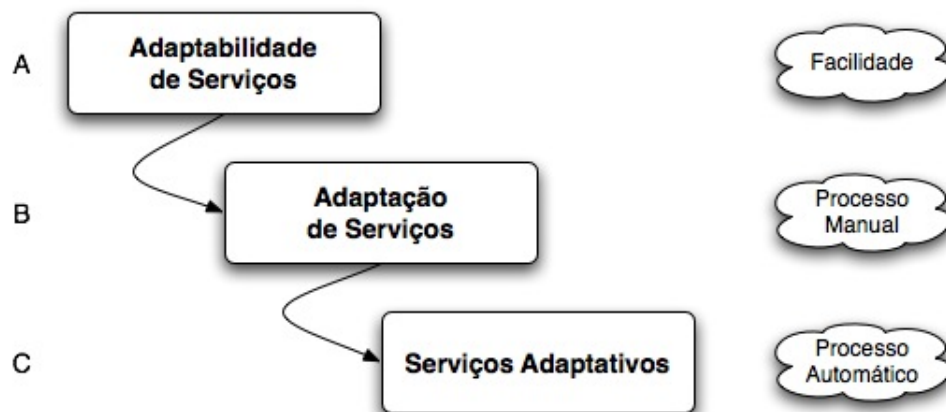 A
Adaptabilidade
de Serviços
Facilidade
B
Adaptação
de Serviços
Processo
Manual
C
Serviços Adaptativos
Processo
Automático